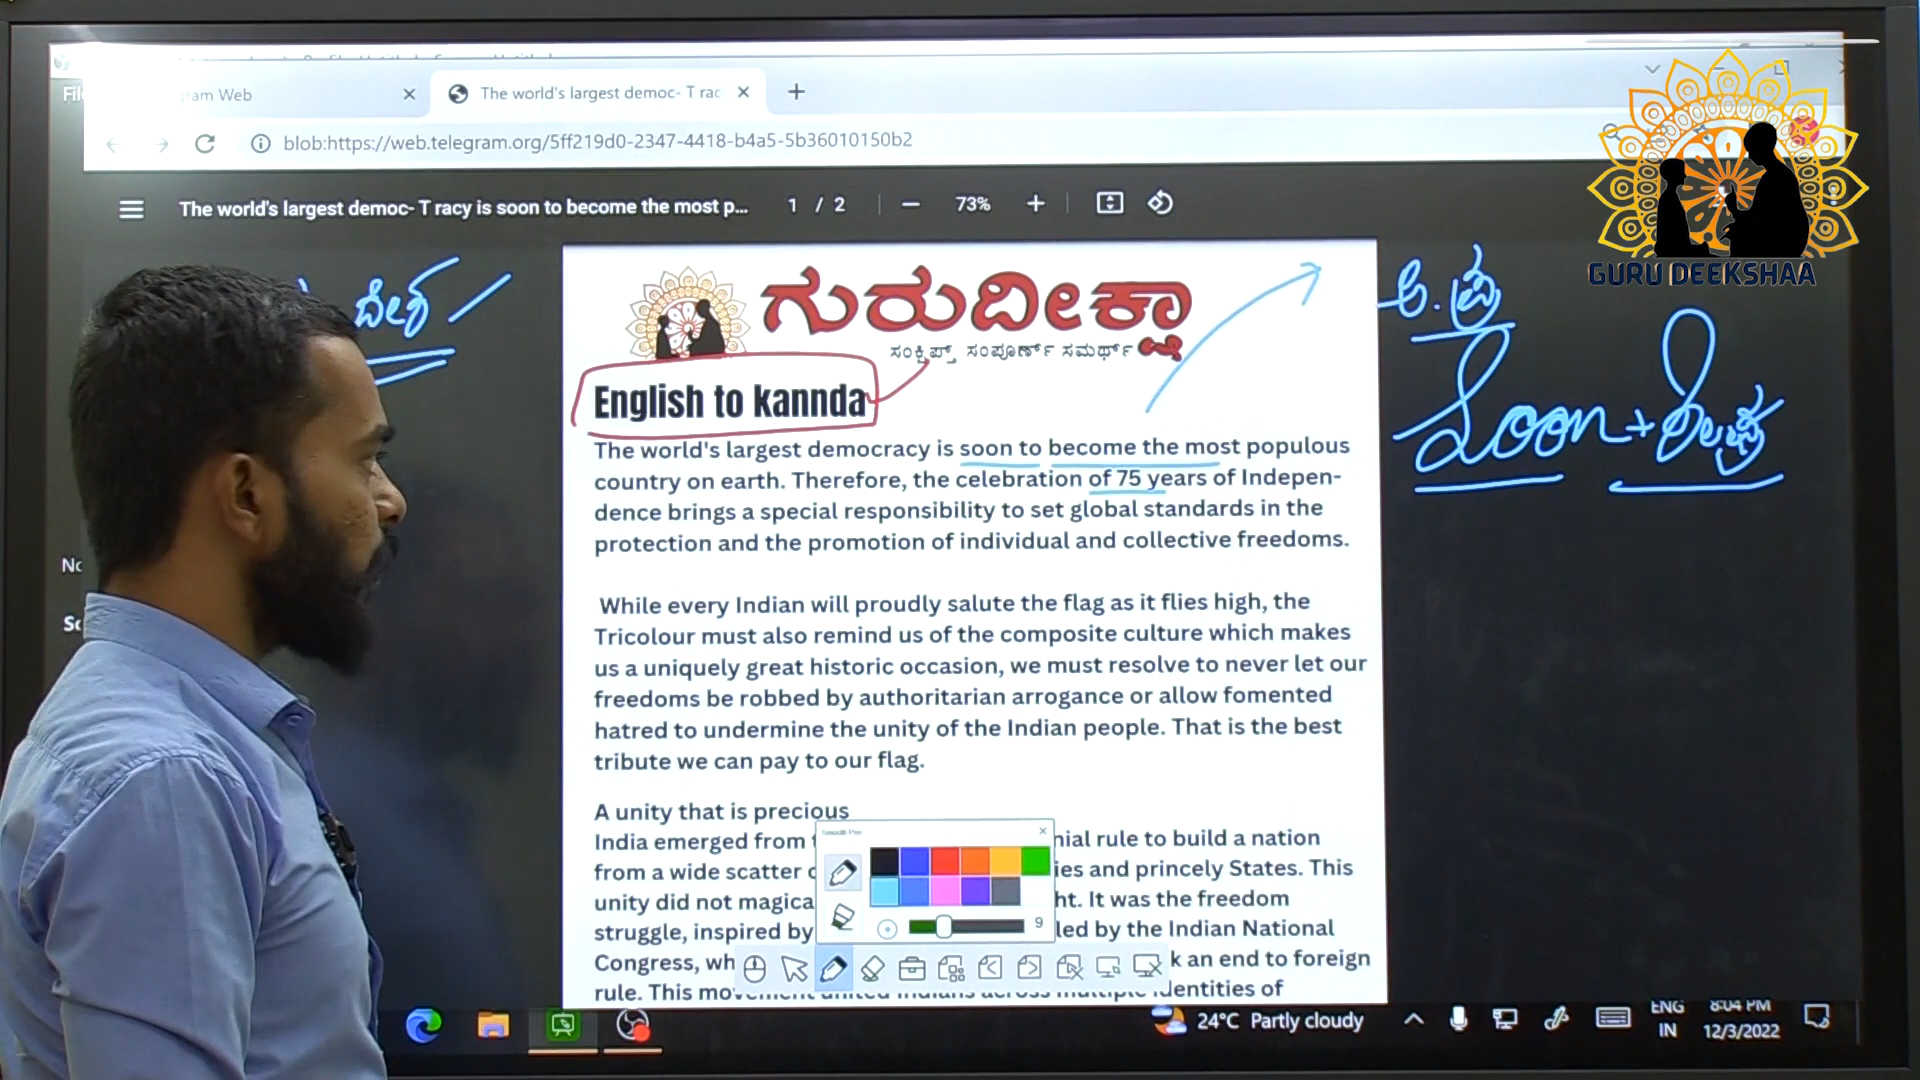 ram Web
The world's largest democ- T rac
blob:https://web.telegram.org/5ff219d0-2347-4418-b4a5-5b36010150b2
The world's largest democ- T racy is soon to become the most p...
1 / 2
73%
GURU DEEKSHAA
ಗುರುದೀಕ್ಷಾ
ಸಂಕ್ಷಿಪ್ತ್ ಸಂಪೂರ್ಣ್ ಸಮರ್ಥ್
English to kannda
The world's largest democracy is soon to become the most populous
country on earth. Therefore, the celebration of 75 years of Indepen-
dence brings a special responsibility to set global standards in the
protection and the promotion of individual and collective freedoms.
While every Indian will proudly salute the flag as it flies high, the
Tricolour must also remind us of the composite culture which makes
us a uniquely great historic occasion, we must resolve to never let our
freedoms be robbed by authoritarian arrogance or allow fomented
hatred to undermine the unity of the Indian people. That is the best
tribute we can pay to our flag.
A unity that is precious
India emerged from nial rule to build a nation
from a wide scatter ies and princely States. This
unity did not magica ht. It was the freedom
struggle, inspired by led by the Indian National
Congress, wh k an end to foreign
rule. This movement united Indians across multiple identities of
ಅ.ಪ್ರ
Soon +
Smooth Pen
9
24°C Partly cloudy
ENG
IN
8:04 PM
12/3/2022